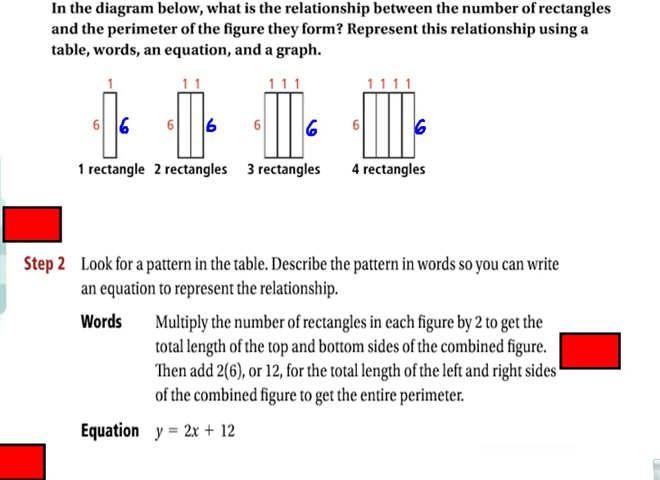 In the diagram below, what is the relationship between the number of rectangles
and the perimeter of the figure they form? Represent this relationship using a
table, words, an equation, and a graph.
1 1 1 1 1 1 1 1 1 1
6 6 6 6 6 6 6 6
1 rectangle 2 rectangles 3 rectangles 4 rectangles
Step 2 Look for a pattern in the table. Describe the pattern in words so you can write
an equation to represent the relationship.
Words Multiply the number of rectangles in each figure by 2 to get the
total length of the top and bottom sides of the combined figure.
Then add 2(6), or 12, for the total length of the left and right sides
of the combined figure to get the entire perimeter.
Equation y = 2x + 12